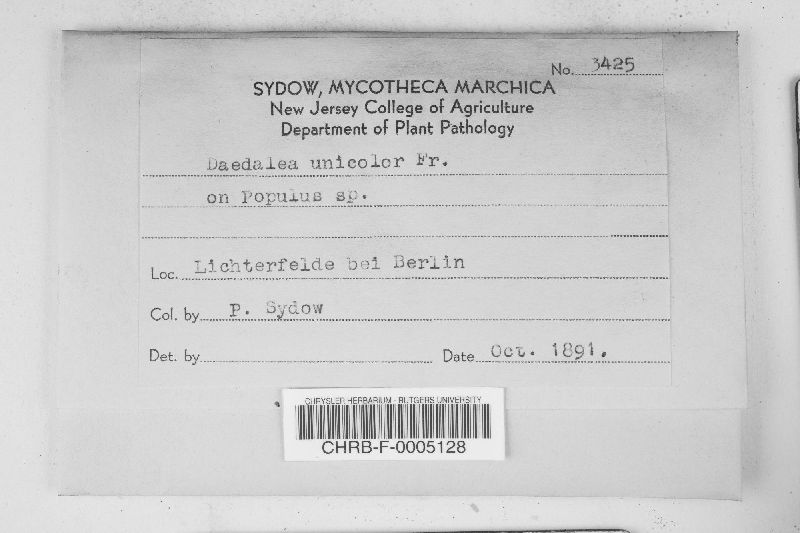 No. 3425
SYDOW, MYCOTHECA MARCHICA
New Jersey College of Agriculture
Department of Plant Pathology
Daedalea unicolor Fr.
on Populus sp.
Loc. Lichterfelde bei Berlin
Col. by P. Sydow
Det. by
Date Oct. 1891.
CHRYSLER HERBARIUM - RUTGERS UNIVERSITY
CHRB-F-0005128